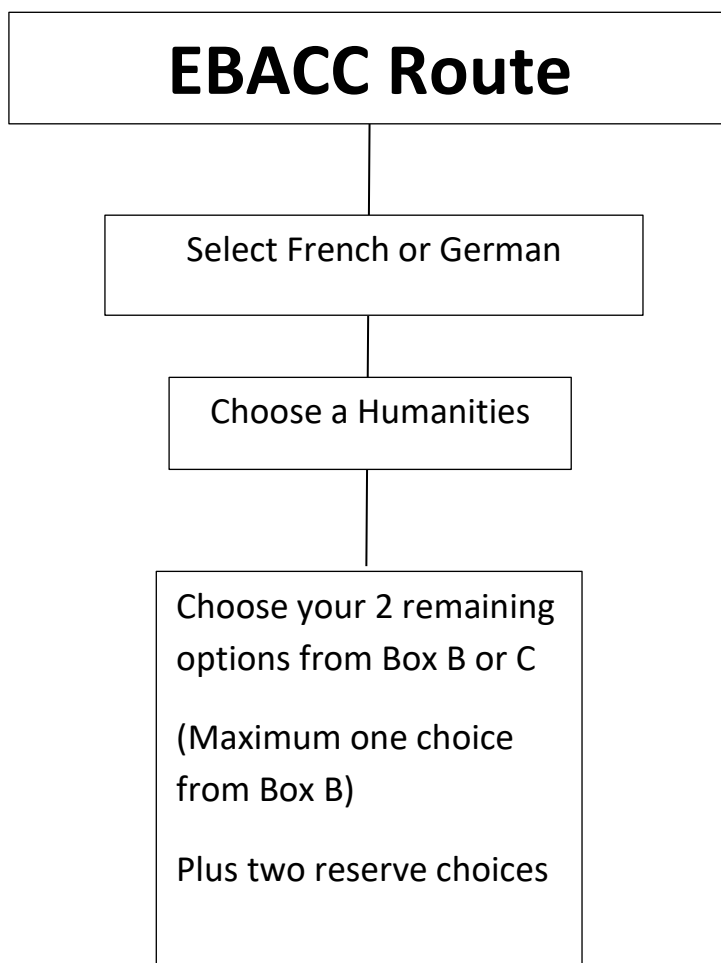 EBACC Route
Select French or German
Choose a Humanities
Choose your 2 remaining
options from Box B or C
(Maximum one choice
from Box B)
Plus two reserve choices